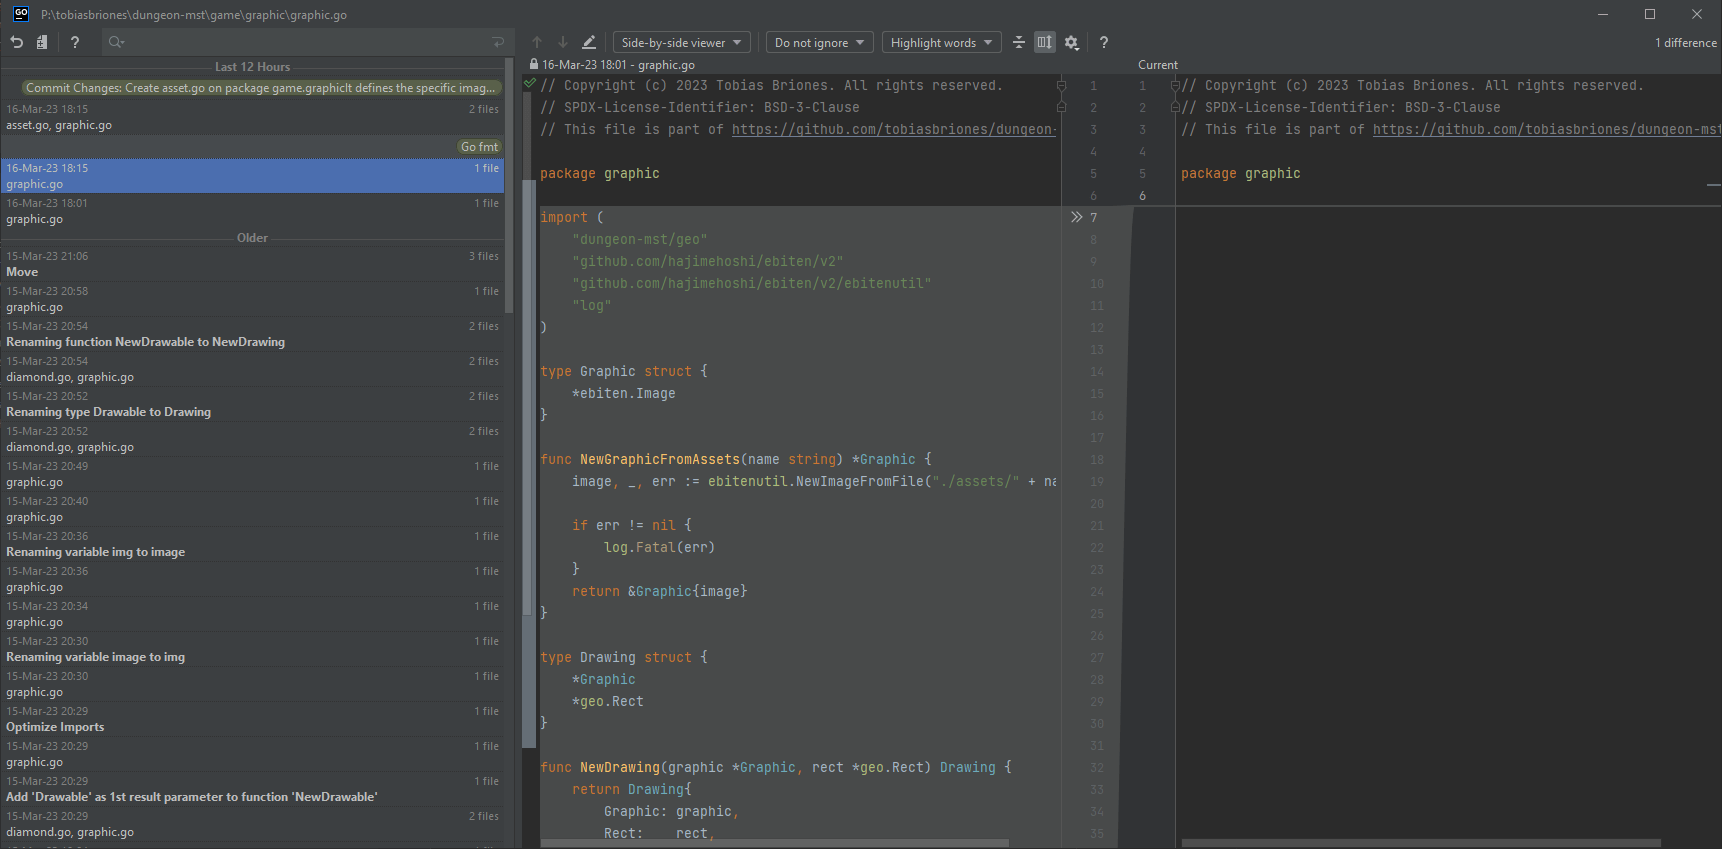 GO P:\tobiasbriones\dungeon-mst\game\graphic\graphic.go
?
Side-by-side viewer
Do not ignore
Highlight words
?
1 difference
Last 12 Hours
Commit Changes: Create asset.go on package game.graphicIt defines the specific imag...
16-Mar-23 18:15 2 files
asset.go, graphic.go
Go fmt
16-Mar-23 18:15 1 file
graphic.go
16-Mar-23 18:01 1 file
graphic.go
Older
15-Mar-23 21:06 3 files
Move
15-Mar-23 20:58 1 file
graphic.go
15-Mar-23 20:54 2 files
Renaming function NewDrawable to NewDrawing
15-Mar-23 20:54 2 files
diamond.go, graphic.go
15-Mar-23 20:52 2 files
Renaming type Drawable to Drawing
15-Mar-23 20:52 2 files
diamond.go, graphic.go
15-Mar-23 20:49 1 file
graphic.go
15-Mar-23 20:40 1 file
graphic.go
15-Mar-23 20:36 1 file
Renaming variable img to image
15-Mar-23 20:36 1 file
graphic.go
15-Mar-23 20:34 1 file
graphic.go
15-Mar-23 20:30 1 file
Renaming variable image to img
15-Mar-23 20:30 1 file
graphic.go
15-Mar-23 20:29 1 file
Optimize Imports
15-Mar-23 20:29 1 file
graphic.go
15-Mar-23 20:29 1 file
Add 'Drawable' as 1st result parameter to function 'NewDrawable'
15-Mar-23 20:29 2 files
diamond.go, graphic.go
16-Mar-23 18:01 - graphic.go
// Copyright (c) 2023 Tobias Briones. All rights reserved. 1
// SPDX-License-Identifier: BSD-3-Clause 2
// This file is part of https://github.com/tobiasbriones/dungeon- 3
4
package graphic 5
6
import ( 7
"dungeon-mst/geo" 8
"github.com/hajimehoshi/ebiten/v2" 9
"github.com/hajimehoshi/ebiten/v2/ebitenutil" 10
"log" 11
) 12
13
type Graphic struct { 14
*ebiten.Image 15
} 16
17
func NewGraphicFromAssets(name string) *Graphic { 18
image, _, err := ebitenutil.NewImageFromFile("./assets/" + na 19
20
if err != nil { 21
log.Fatal(err) 22
} 23
return &Graphic{image} 24
} 25
26
type Drawing struct { 27
*Graphic 28
*geo.Rect 29
} 30
31
func NewDrawing(graphic *Graphic, rect *geo.Rect) Drawing { 32
return Drawing{ 33
Graphic: graphic, 34
Rect: rect, 35
Current
1 // Copyright (c) 2023 Tobias Briones. All rights reserved.
2 // SPDX-License-Identifier: BSD-3-Clause
3 // This file is part of https://github.com/tobiasbriones/dungeon-mst
4
5 package graphic
6